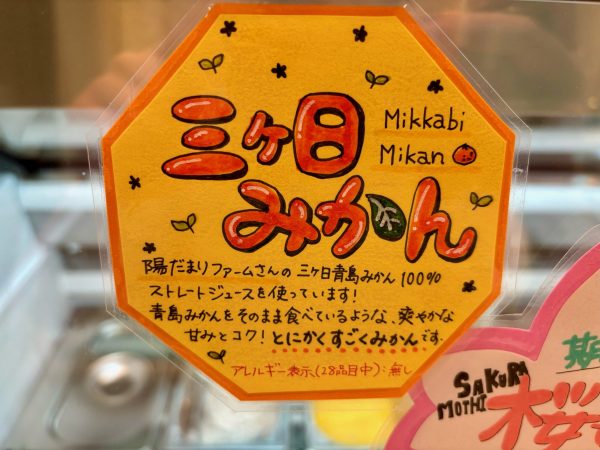 三ヶ日
Mikkabi
Mikan
みかん
陽だまりファームさんの 三ヶ日青島みかん 100%
ストレートジュースを使っています!
青島みかんをそのまま食べているような、爽やかな
甘みとコク! とにかくすごくみかんです.
アレルギー表示(28品目中):無し
期
SAKURA
MOTHI
桜